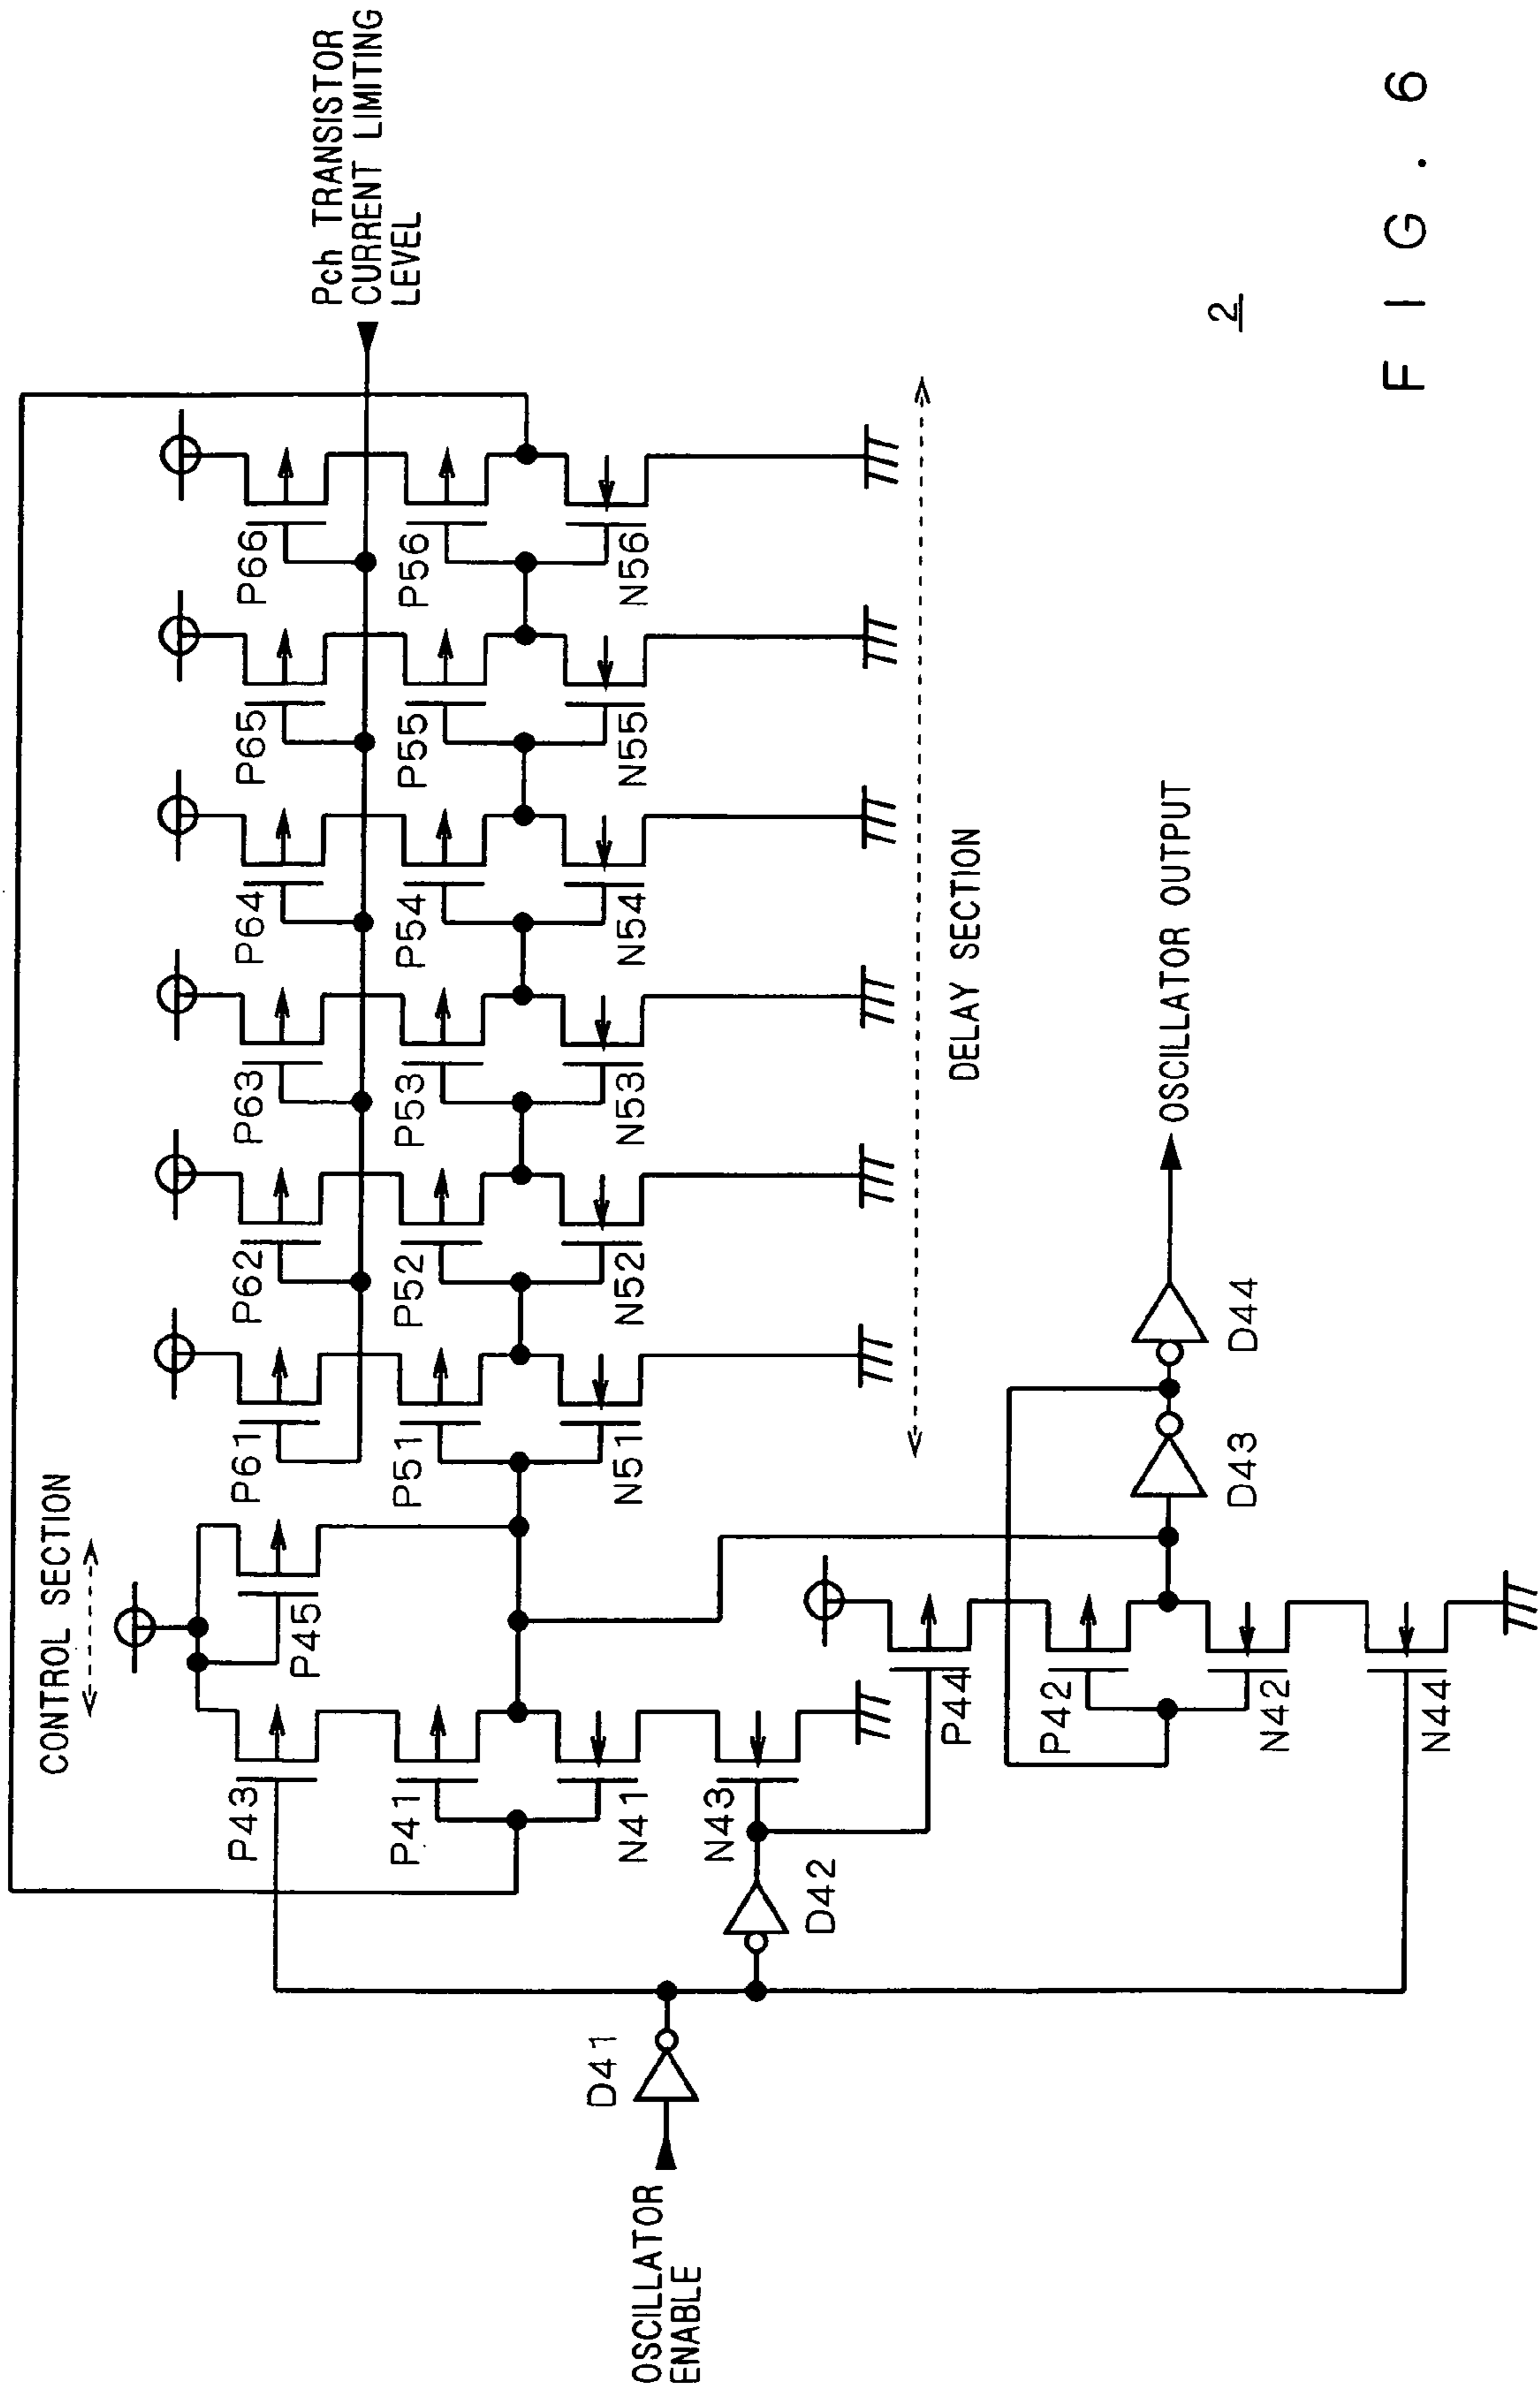 Pch TRANSISTOR
CURRENT LIMITING
LEVEL
CONTROL SECTION
P43
P45
P61
P62
P63
P64
P65
P66
P41
P51
P52
P53
P54
P55
P56
N41
N51
N52
N53
N54
N55
N56
N43
DELAY SECTION
D41
D42
OSCILLATOR
ENABLE
P44
P42
N42
N44
D43
D44
OSCILLATOR OUTPUT
2
FIG. 6